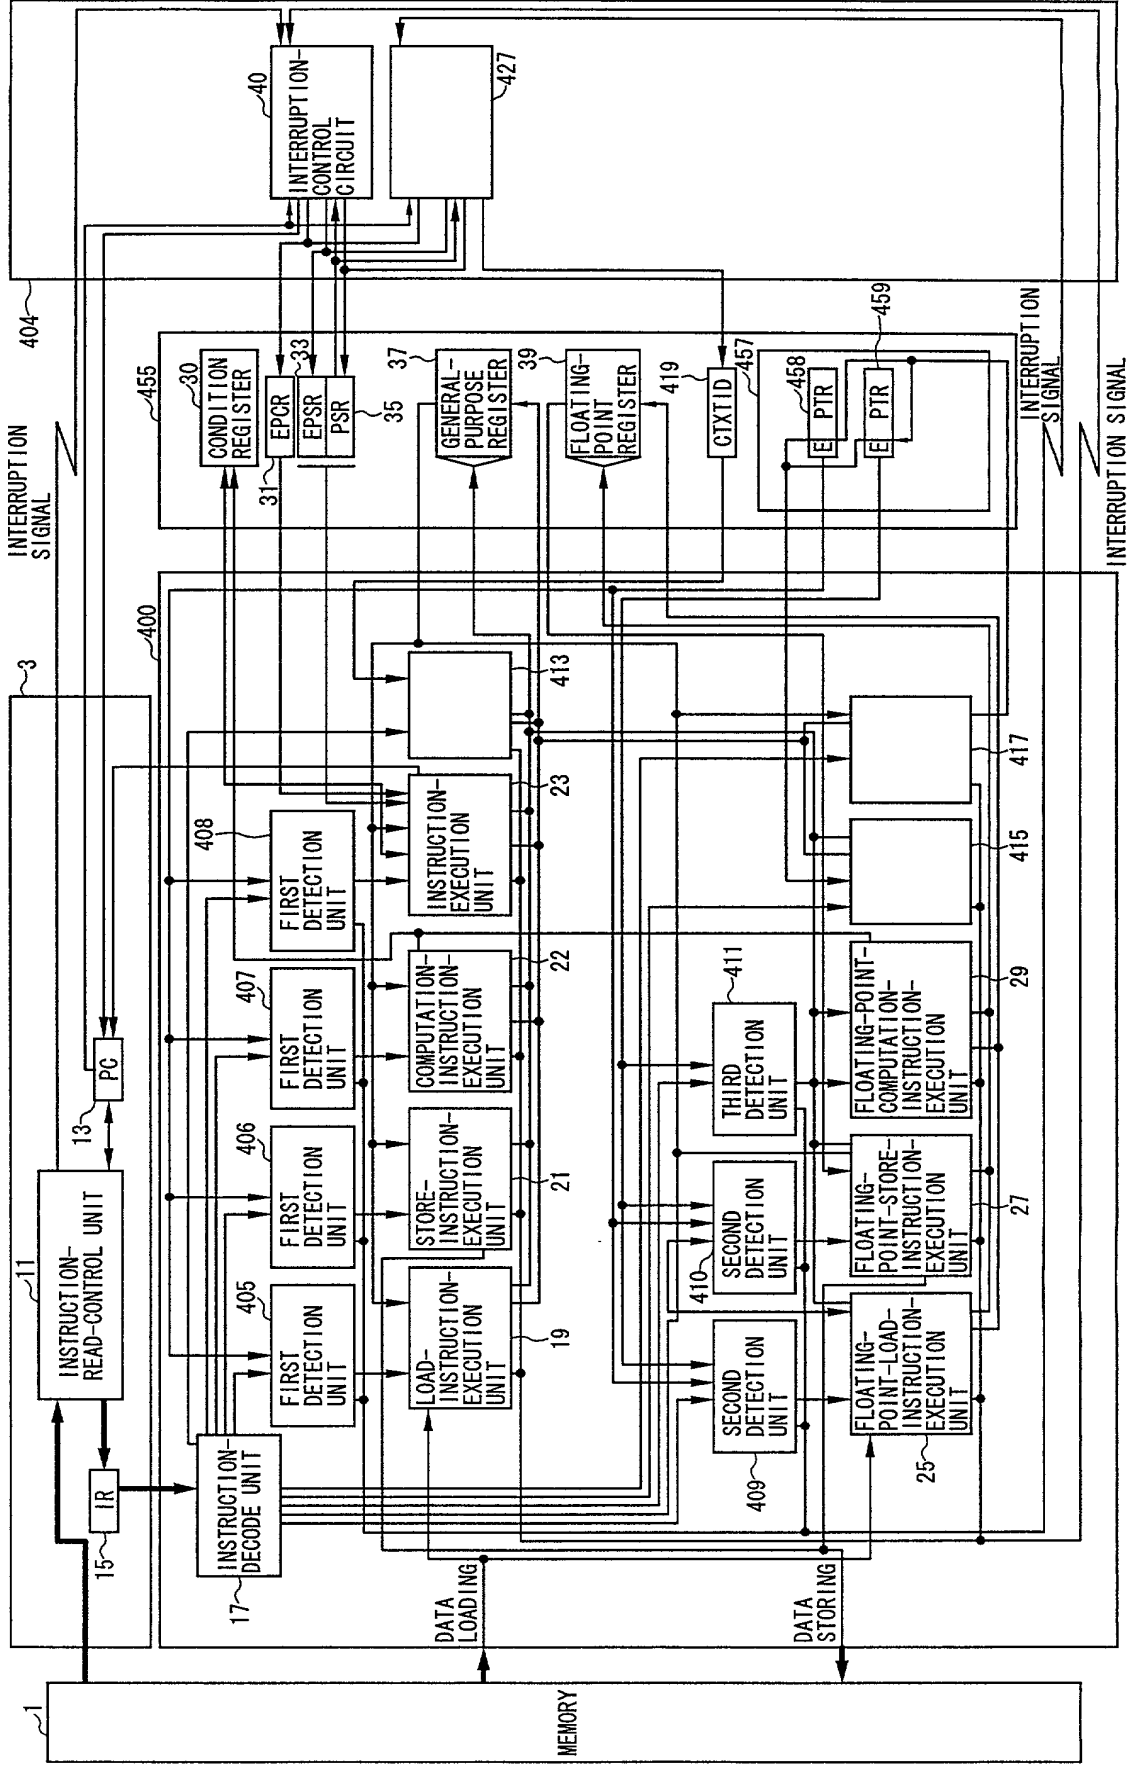 1
MEMORY
3
11
INSTRUCTION-
READ-CONTROL UNIT
13
PC
15
IR
INTERRUPTION
SIGNAL
400
17
INSTRUCTION-
DECODE UNIT
405
FIRST
DETECTION
UNIT
406
FIRST
DETECTION
UNIT
407
FIRST
DETECTION
UNIT
408
FIRST
DETECTION
UNIT
LOAD-
INSTRUCTION-
EXECUTION
UNIT
19
STORE-
INSTRUCTION-
EXECUTION
UNIT
21
COMPUTATION-
INSTRUCTION-
EXECUTION
UNIT
22
INSTRUCTION-
EXECUTION
UNIT
23
413
DATA
LOADING
409
SECOND
DETECTION
UNIT
410
SECOND
DETECTION
UNIT
411
THIRD
DETECTION
UNIT
DATA
STORING
25
FLOATING-
POINT-LOAD-
INSTRUCTION-
EXECUTION
UNIT
27
FLOATING-
POINT-STORE-
INSTRUCTION-
EXECUTION
UNIT
29
FLOATING-POINT-
COMPUTATION-
INSTRUCTION-
EXECUTION
UNIT
415
417
455
30
CONDITION
REGISTER
31
EPCR
33
EPSR
PSR
35
37
GENERAL-
PURPOSE
REGISTER
39
FLOATING-
POINT
REGISTER
419
CTXTID
457
458
E PTR
459
E PTR
INTERRUPTION
SIGNAL
INTERRUPTION SIGNAL
404
40
INTERRUPTION-
CONTROL
CIRCUIT
427